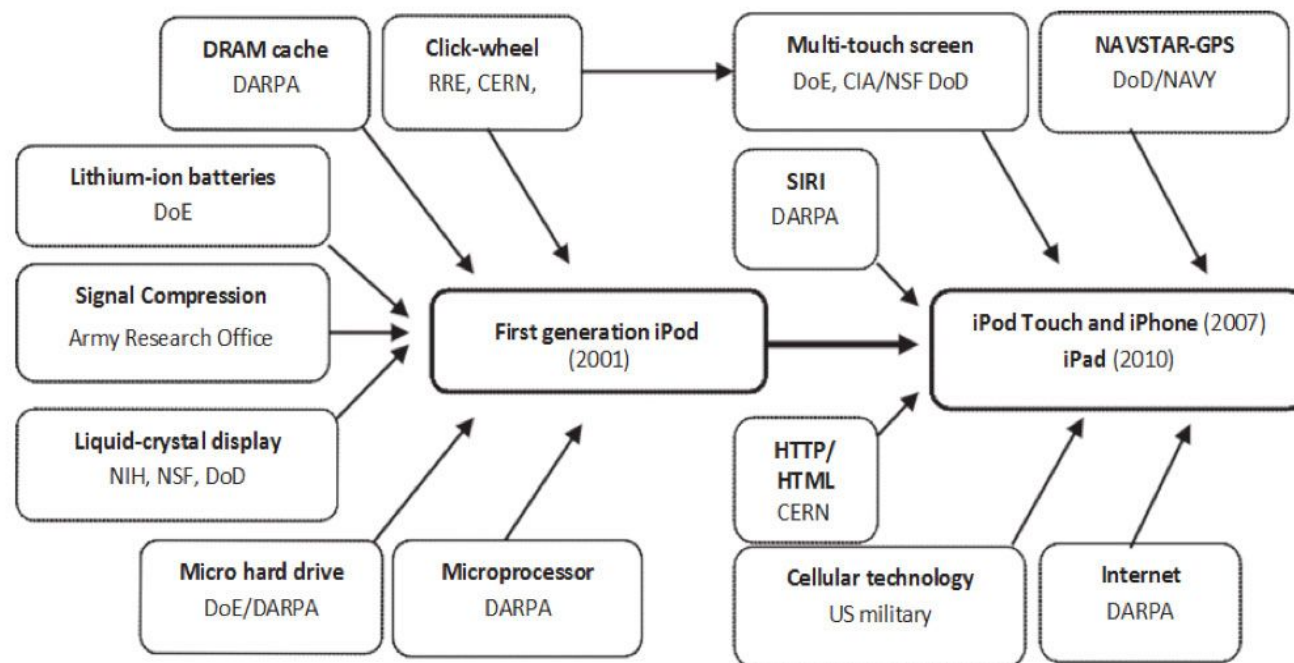 DRAM cache
DARPA
Click-wheel
RRE, CERN,
Multi-touch screen
DoE, CIA/NSF DoD
NAVSTAR-GPS
DoD/NAVY
Lithium-ion batteries
DoE
SIRI
DARPA
Signal Compression
Army Research Office
First generation iPod
(2001)
iPod Touch and iPhone (2007)
iPad (2010)
Liquid-crystal display
NIH, NSF, DoD
HTTP/
HTML
CERN
Micro hard drive
DoE/DARPA
Microprocessor
DARPA
Cellular technology
US military
Internet
DARPA